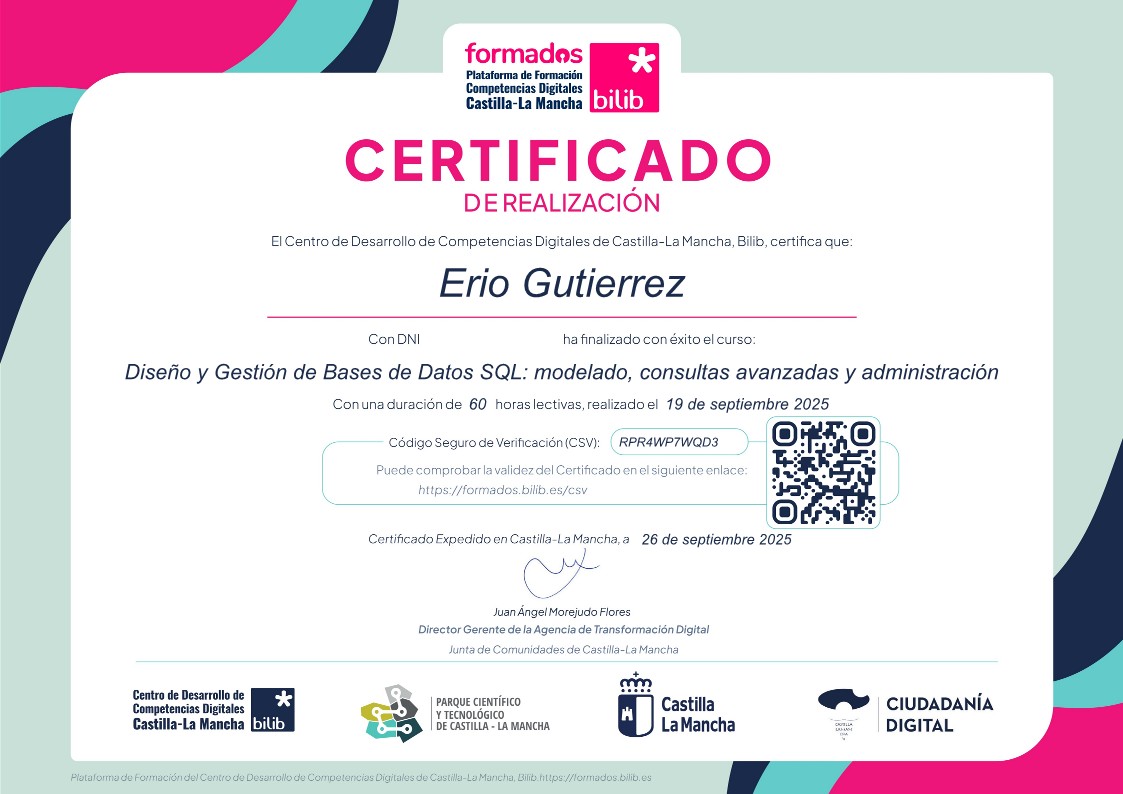 formados
Plataforma de Formación
Competencias Digitales
Castilla-La Mancha
bilib
CERTIFICADO
DE REALIZACIÓN
El Centro de Desarrollo de Competencias Digitales de Castilla-La Mancha, Bilib, certifica que:
Erio Gutierrez
Con DNI ha finalizado con éxito el curso:
Diseño y Gestión de Bases de Datos SQL: modelado, consultas avanzadas y administración
Con una duración de 60 horas lectivas, realizado el 19 de septiembre 2025
Código Seguro de Verificación (CSV): RPR4WP7WQD3
Puede comprobar la validez del Certificado en el siguiente enlace:
https://formados.bilib.es/csv
Certificado Expedido en Castilla-La Mancha, a 26 de septiembre 2025
Juan Ángel Morejudo Flores
Director Gerente de la Agencia de Transformación Digital
Junta de Comunidades de Castilla-La Mancha
Centro de Desarrollo de
Competencias Digitales
Castilla-La Mancha
bilib
PARQUE CIENTÍFICO
Y TECNOLÓGICO
DE CASTILLA - LA MANCHA
Castilla
La Mancha
CIUDADANÍA
DIGITAL
Plataforma de Formación del Centro de Desarrollo de Competencias Digitales de Castilla-La Mancha, Bilib.https://formados.bilib.es